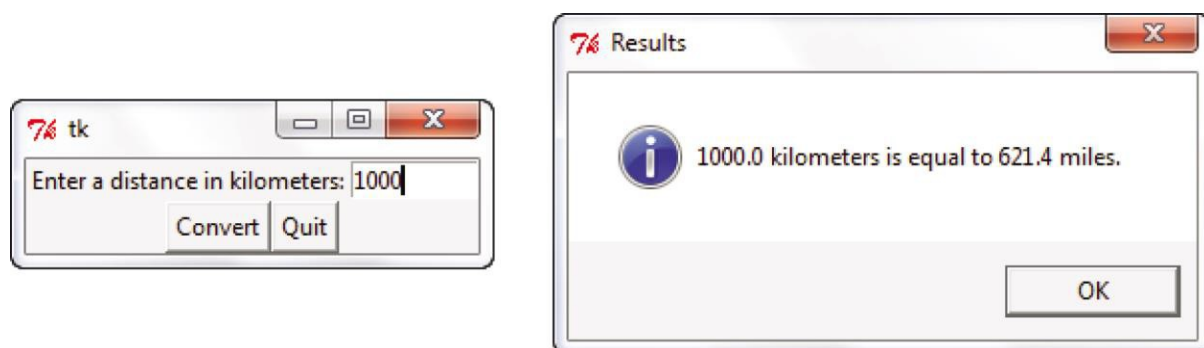 tk
Enter a distance in kilometers: 1000
Convert Quit
Results
1000.0 kilometers is equal to 621.4 miles.
OK